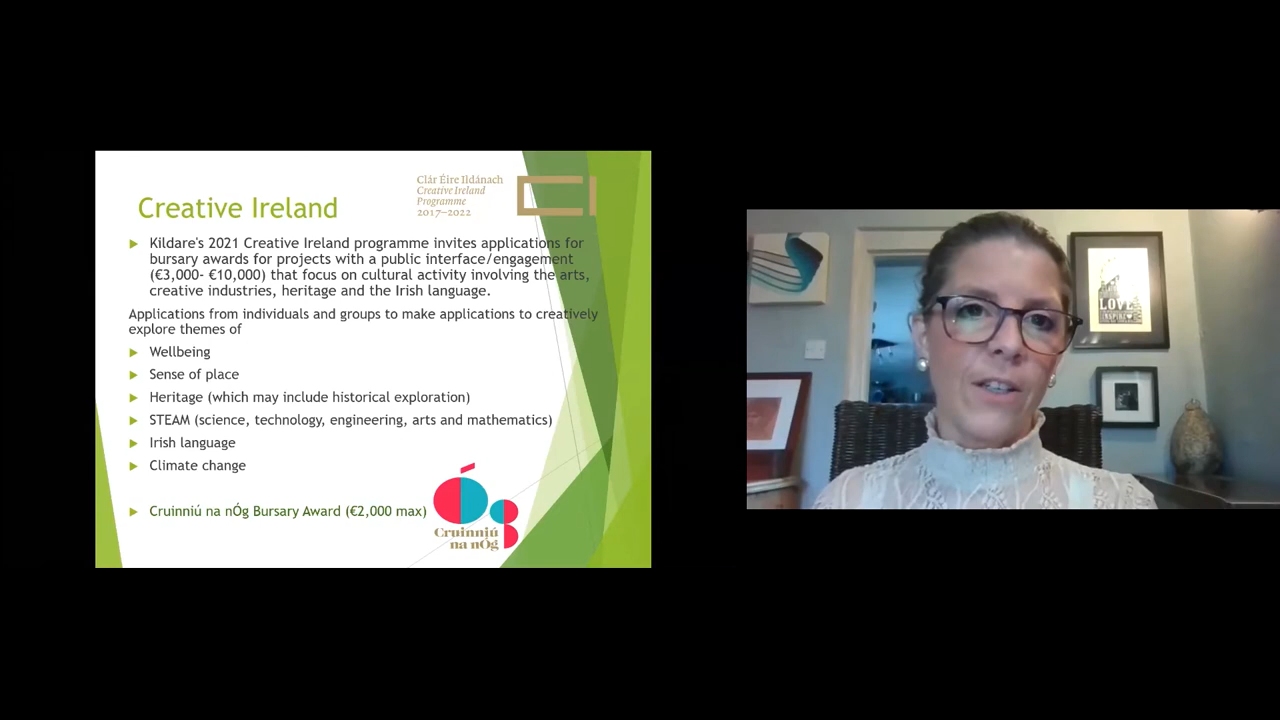 Clár Éire Ildánach
Creative Ireland
Programme
2017–2022
Creative Ireland
Kildare's 2021 Creative Ireland programme invites applications for
bursary awards for projects with a public interface/engagement
(€3,000- €10,000) that focus on cultural activity involving the arts,
creative industries, heritage and the Irish language.
Applications from individuals and groups to make applications to creatively
explore themes of
Wellbeing
Sense of place
Heritage (which may include historical exploration)
STEAM (science, technology, engineering, arts and mathematics)
Irish language
Climate change
Cruinniú na nÓg Bursary Award (€2,000 max)
Cruinniú
na nÓg
LOVE
INSPIRE